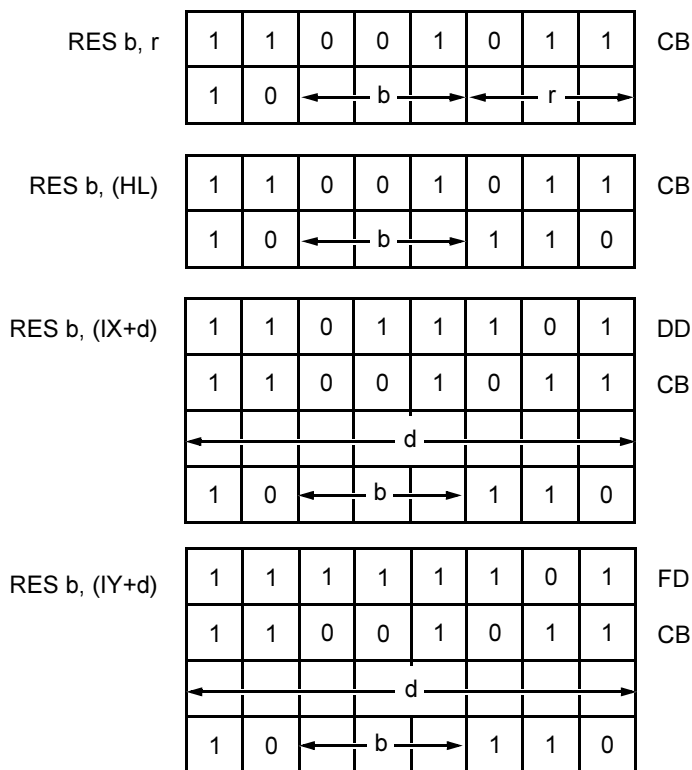 RES b, r 1 1 0 0 1 0 1 1 CB
1 0 b r
RES b, (HL) 1 1 0 0 1 0 1 1 CB
1 0 b 1 1 0
RES b, (IX+d) 1 1 0 1 1 1 0 1 DD
1 1 0 0 1 0 1 1 CB
d
1 0 b 1 1 0
RES b, (IY+d) 1 1 1 1 1 1 0 1 FD
1 1 0 0 1 0 1 1 CB
d
1 0 b 1 1 0